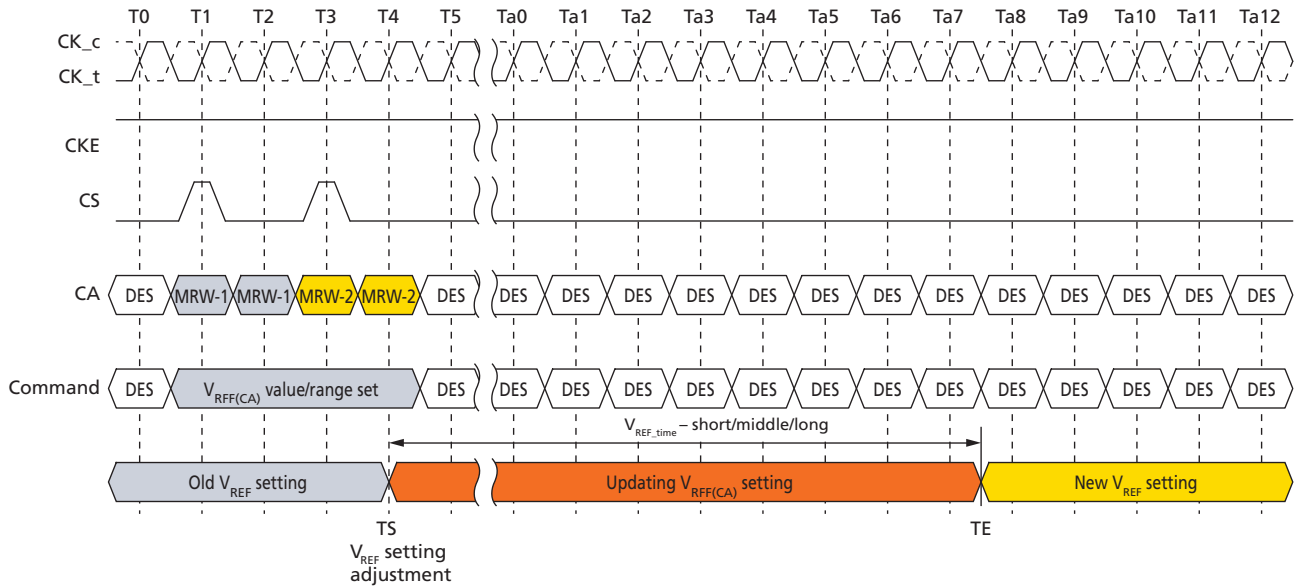 T0 T1 T2 T3 T4 T5 Ta0 Ta1 Ta2 Ta3 Ta4 Ta5 Ta6 Ta7 Ta8 Ta9 Ta10 Ta11 Ta12
CK_c
CK_t
CKE
CS
CA DES MRW-1 MRW-1 MRW-2 MRW-2 DES DES DES DES DES DES DES DES DES DES DES DES DES DES
Command DES VRFF(CA) value/range set DES DES DES DES DES DES DES DES DES DES DES DES DES DES
VREF_time – short/middle/long
Old VREF setting Updating VRFF(CA) setting New VREF setting
TS TE
VREF setting
adjustment